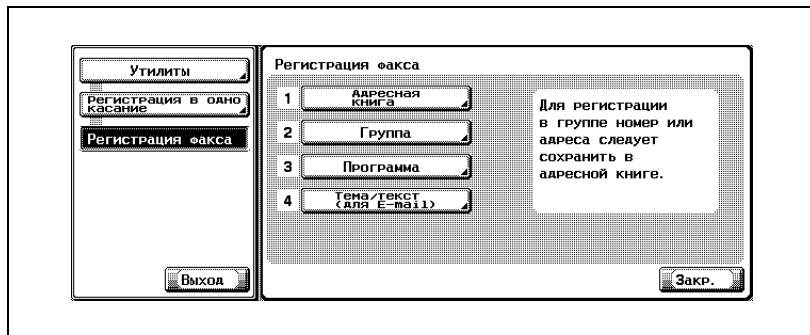 Утилиты
Регистрация в одно
касание
Регистрация факса
Выход
Регистрация факса
1 Адресная
книга
2 Группа
3 Программа
4 Тема/текст
(для E-mail)
Для регистрации
в группе номер или
адреса следует
сохранить в
адресной книге.
Закр.